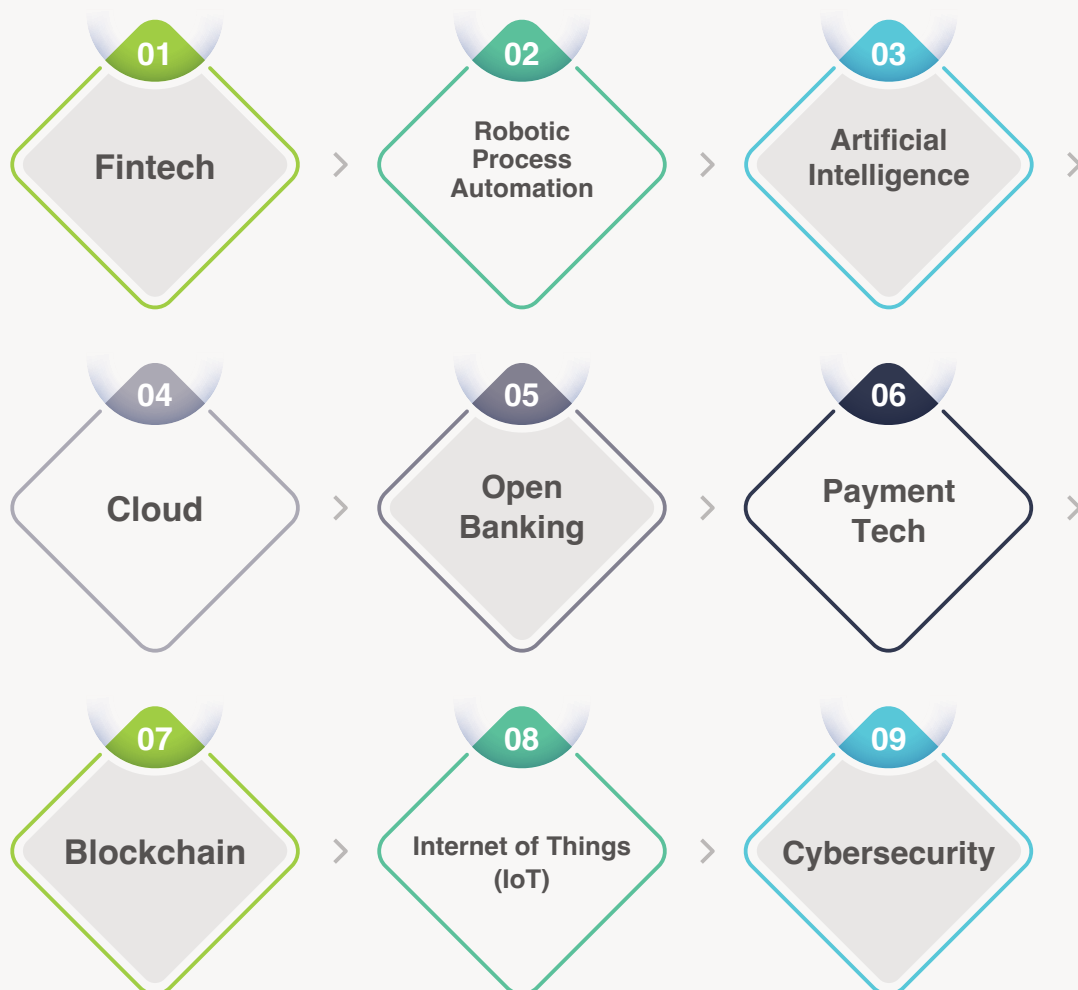 01
Fintech
02
Robotic
Process
Automation
03
Artificial
Intelligence
04
Cloud
05
Open
Banking
06
Payment
Tech
07
Blockchain
08
Internet of Things
(IoT)
09
Cybersecurity